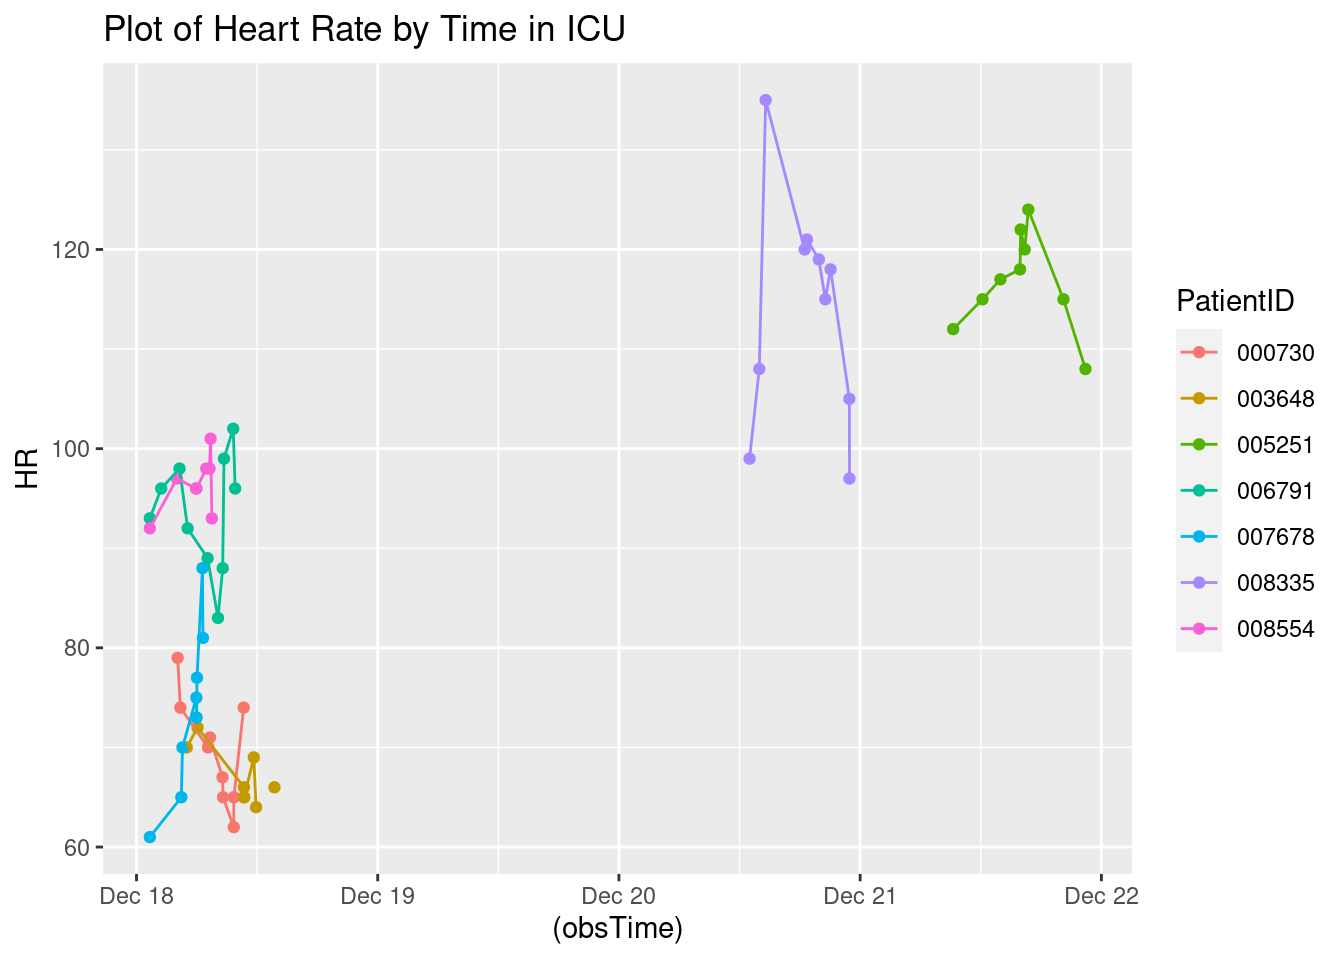 Plot of Heart Rate by Time in ICU
HR
120
100
80
60
Dec 18
Dec 19
Dec 20
Dec 21
Dec 22
(obsTime)
PatientID
000730
003648
005251
006791
007678
008335
008554